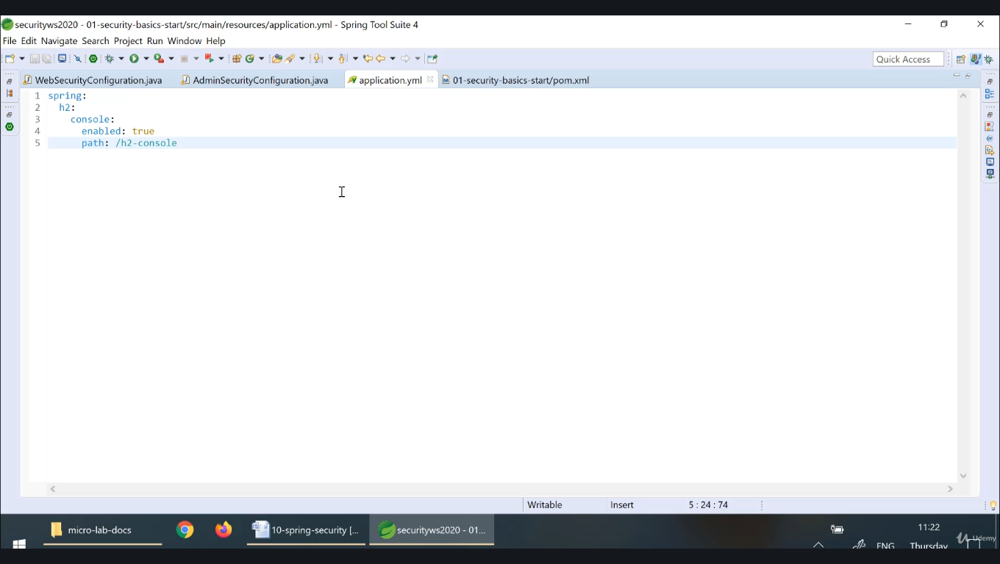 securityws2020 - 01-security-basics-start/src/main/resources/application.yml - Spring Tool Suite 4
File Edit Navigate Search Project Run Window Help
Quick Access
WebSecurityConfiguration.java AdminSecurityConfiguration.java application.yml 01-security-basics-start/pom.xml
1 spring:
2   h2:
3     console:
4       enabled: true
5       path: /h2-console
Writable Insert 5 : 24 : 74
micro-lab-docs 10-spring-security [... securityws2020 - 01... 11:22
ENG Thursday Udemy